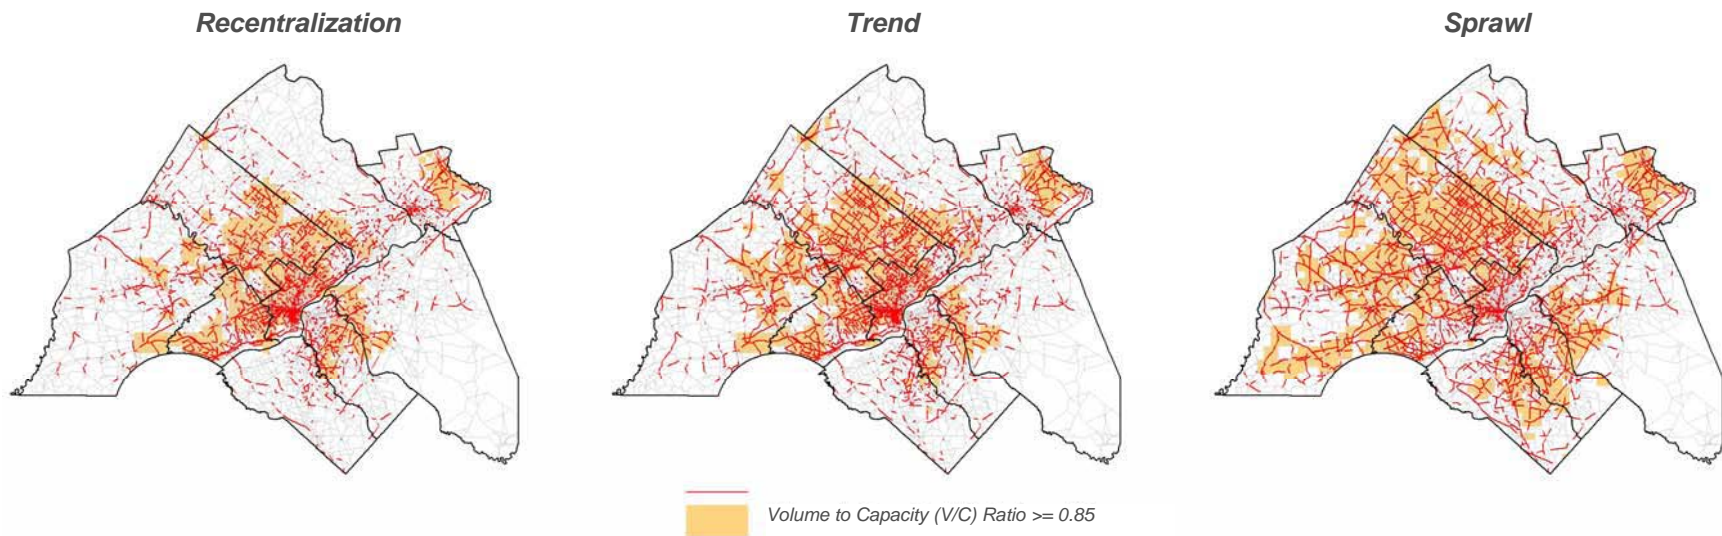 Recentralization
Trend
Sprawl
Volume to Capacity (V/C) Ratio >= 0.85